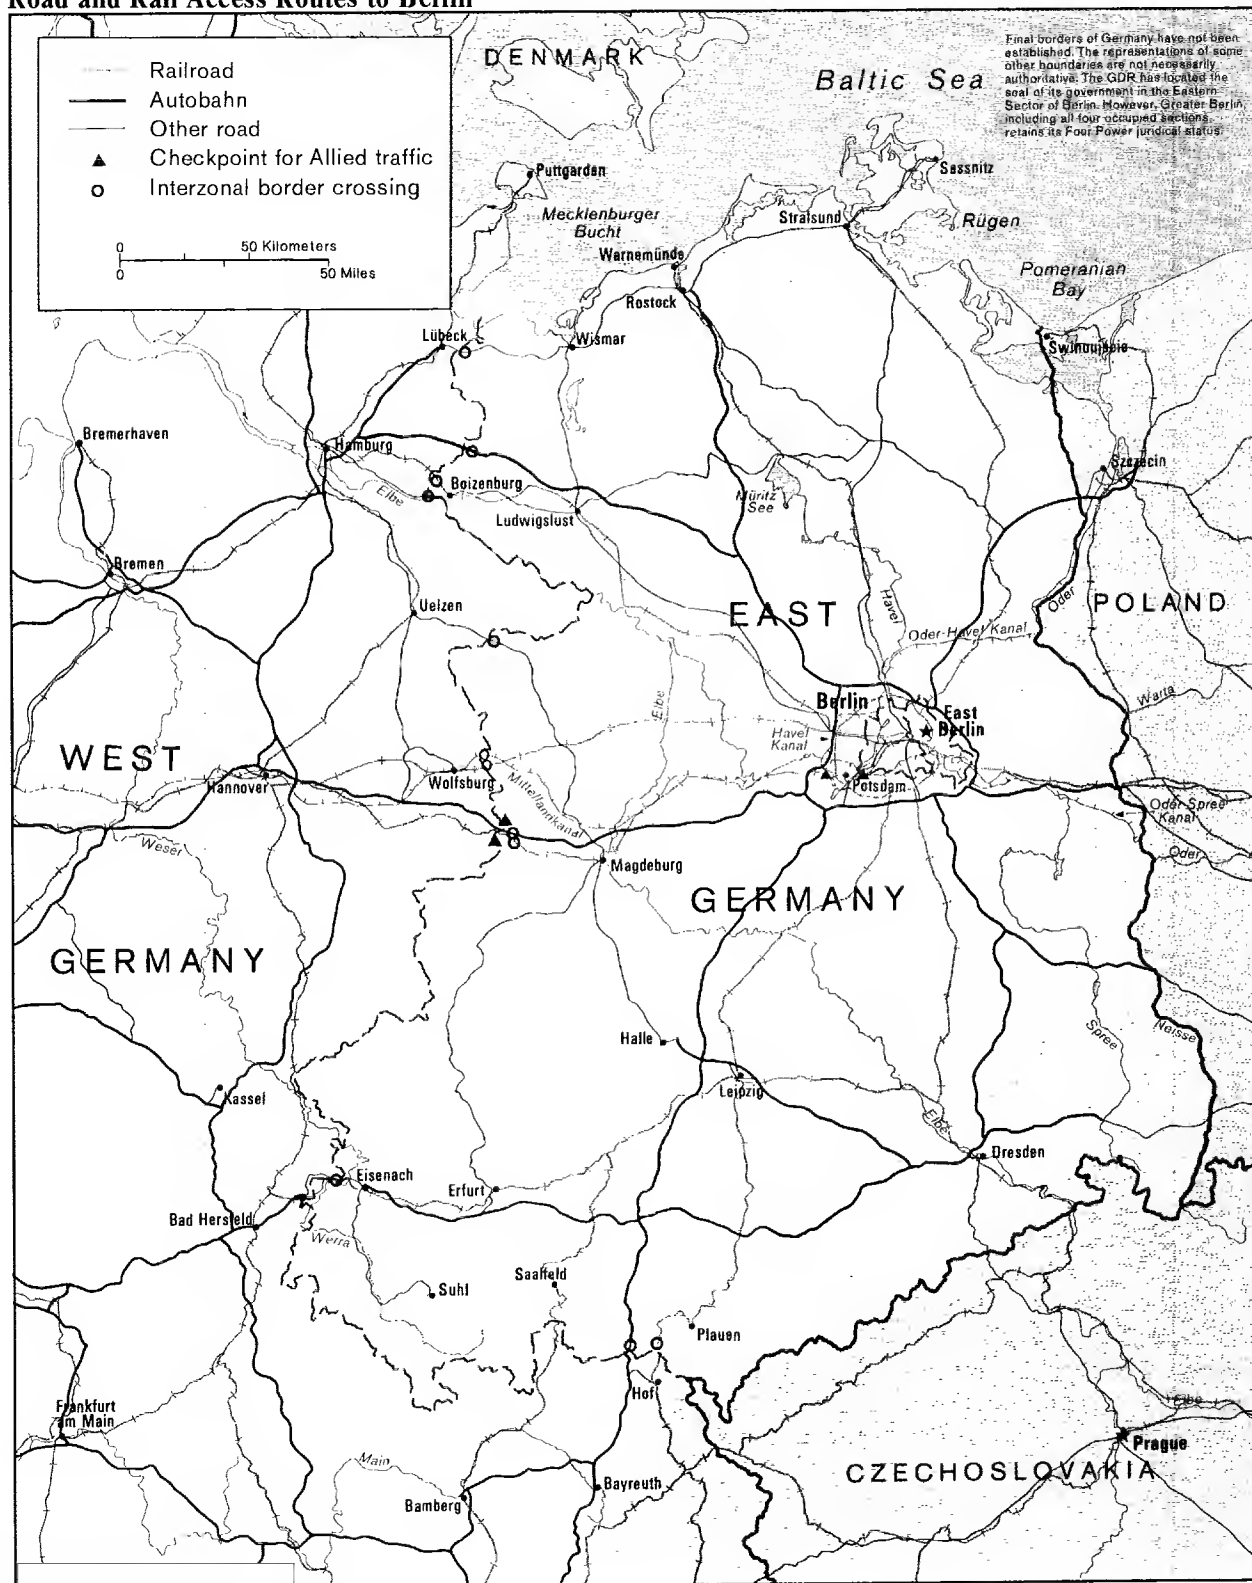 Road and Rail Access Routes to Berlin
Railroad
Autobahn
Other road
Checkpoint for Allied traffic
Interzonal border crossing
0 50 Kilometers
0 50 Miles
Final borders of Germany have not been
established. The representations of some
other boundaries are not necessarily
authoritative. The GDR has located the
seat of its government in the Eastern
Sector of Berlin. However, Greater Berlin,
including all four occupied sections,
retains its Four Power juridical status.
DENMARK
Baltic Sea
Puttgarden
Sassnitz
Mecklenburger
Bucht
Stralsund
Rügen
Warnemünde
Pomeranian
Bay
Rostock
Lübeck
Wismar
Swinoujscie
Bremerhaven
Hamburg
Szczecin
Elbe
Boizenburg
Müritz
See
Ludwigslust
Bremen
Uelzen
EAST
Havel
Oder
POLAND
Oder-Havel Kanal
Elbe
Berlin
Warta
East
Berlin
Havel
Kanal
WEST
Hannover
Wolfsburg
Mittellandkanal
Potsdam
Oder-Spree
Kanal
Weser
Magdeburg
Oder
GERMANY
GERMANY
Halle
Spree
Neisse
Kassel
Leipzig
Elbe
Dresden
Eisenach
Erfurt
Bad Hersfeld
Werra
Suhl
Saalfeld
Plauen
Hof
Frankfurt
am Main
Elbe
Prague
Main
CZECHOSLOVAKIA
Bamberg
Bayreuth